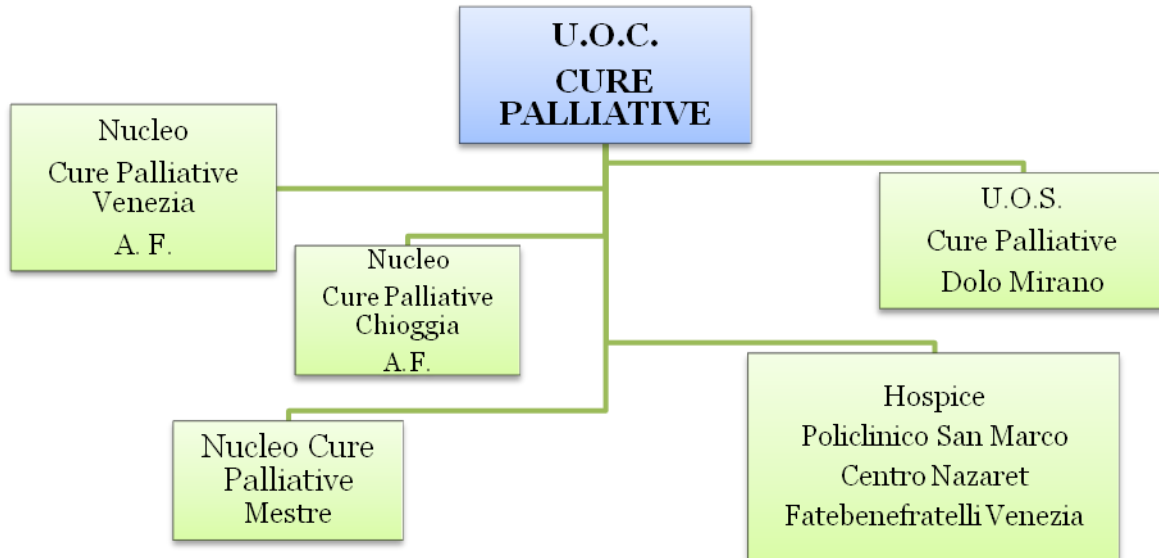 U.O.C.
CURE
PALLIATIVE
Nucleo
Cure Palliative
Venezia
A. F.
Nucleo
Cure Palliative
Chioggia
A.F.
Nucleo Cure
Palliative
Mestre
U.O.S.
Cure Palliative
Dolo Mirano
Hospice
Policlinico San Marco
Centro Nazaret
Fatebenefratelli Venezia